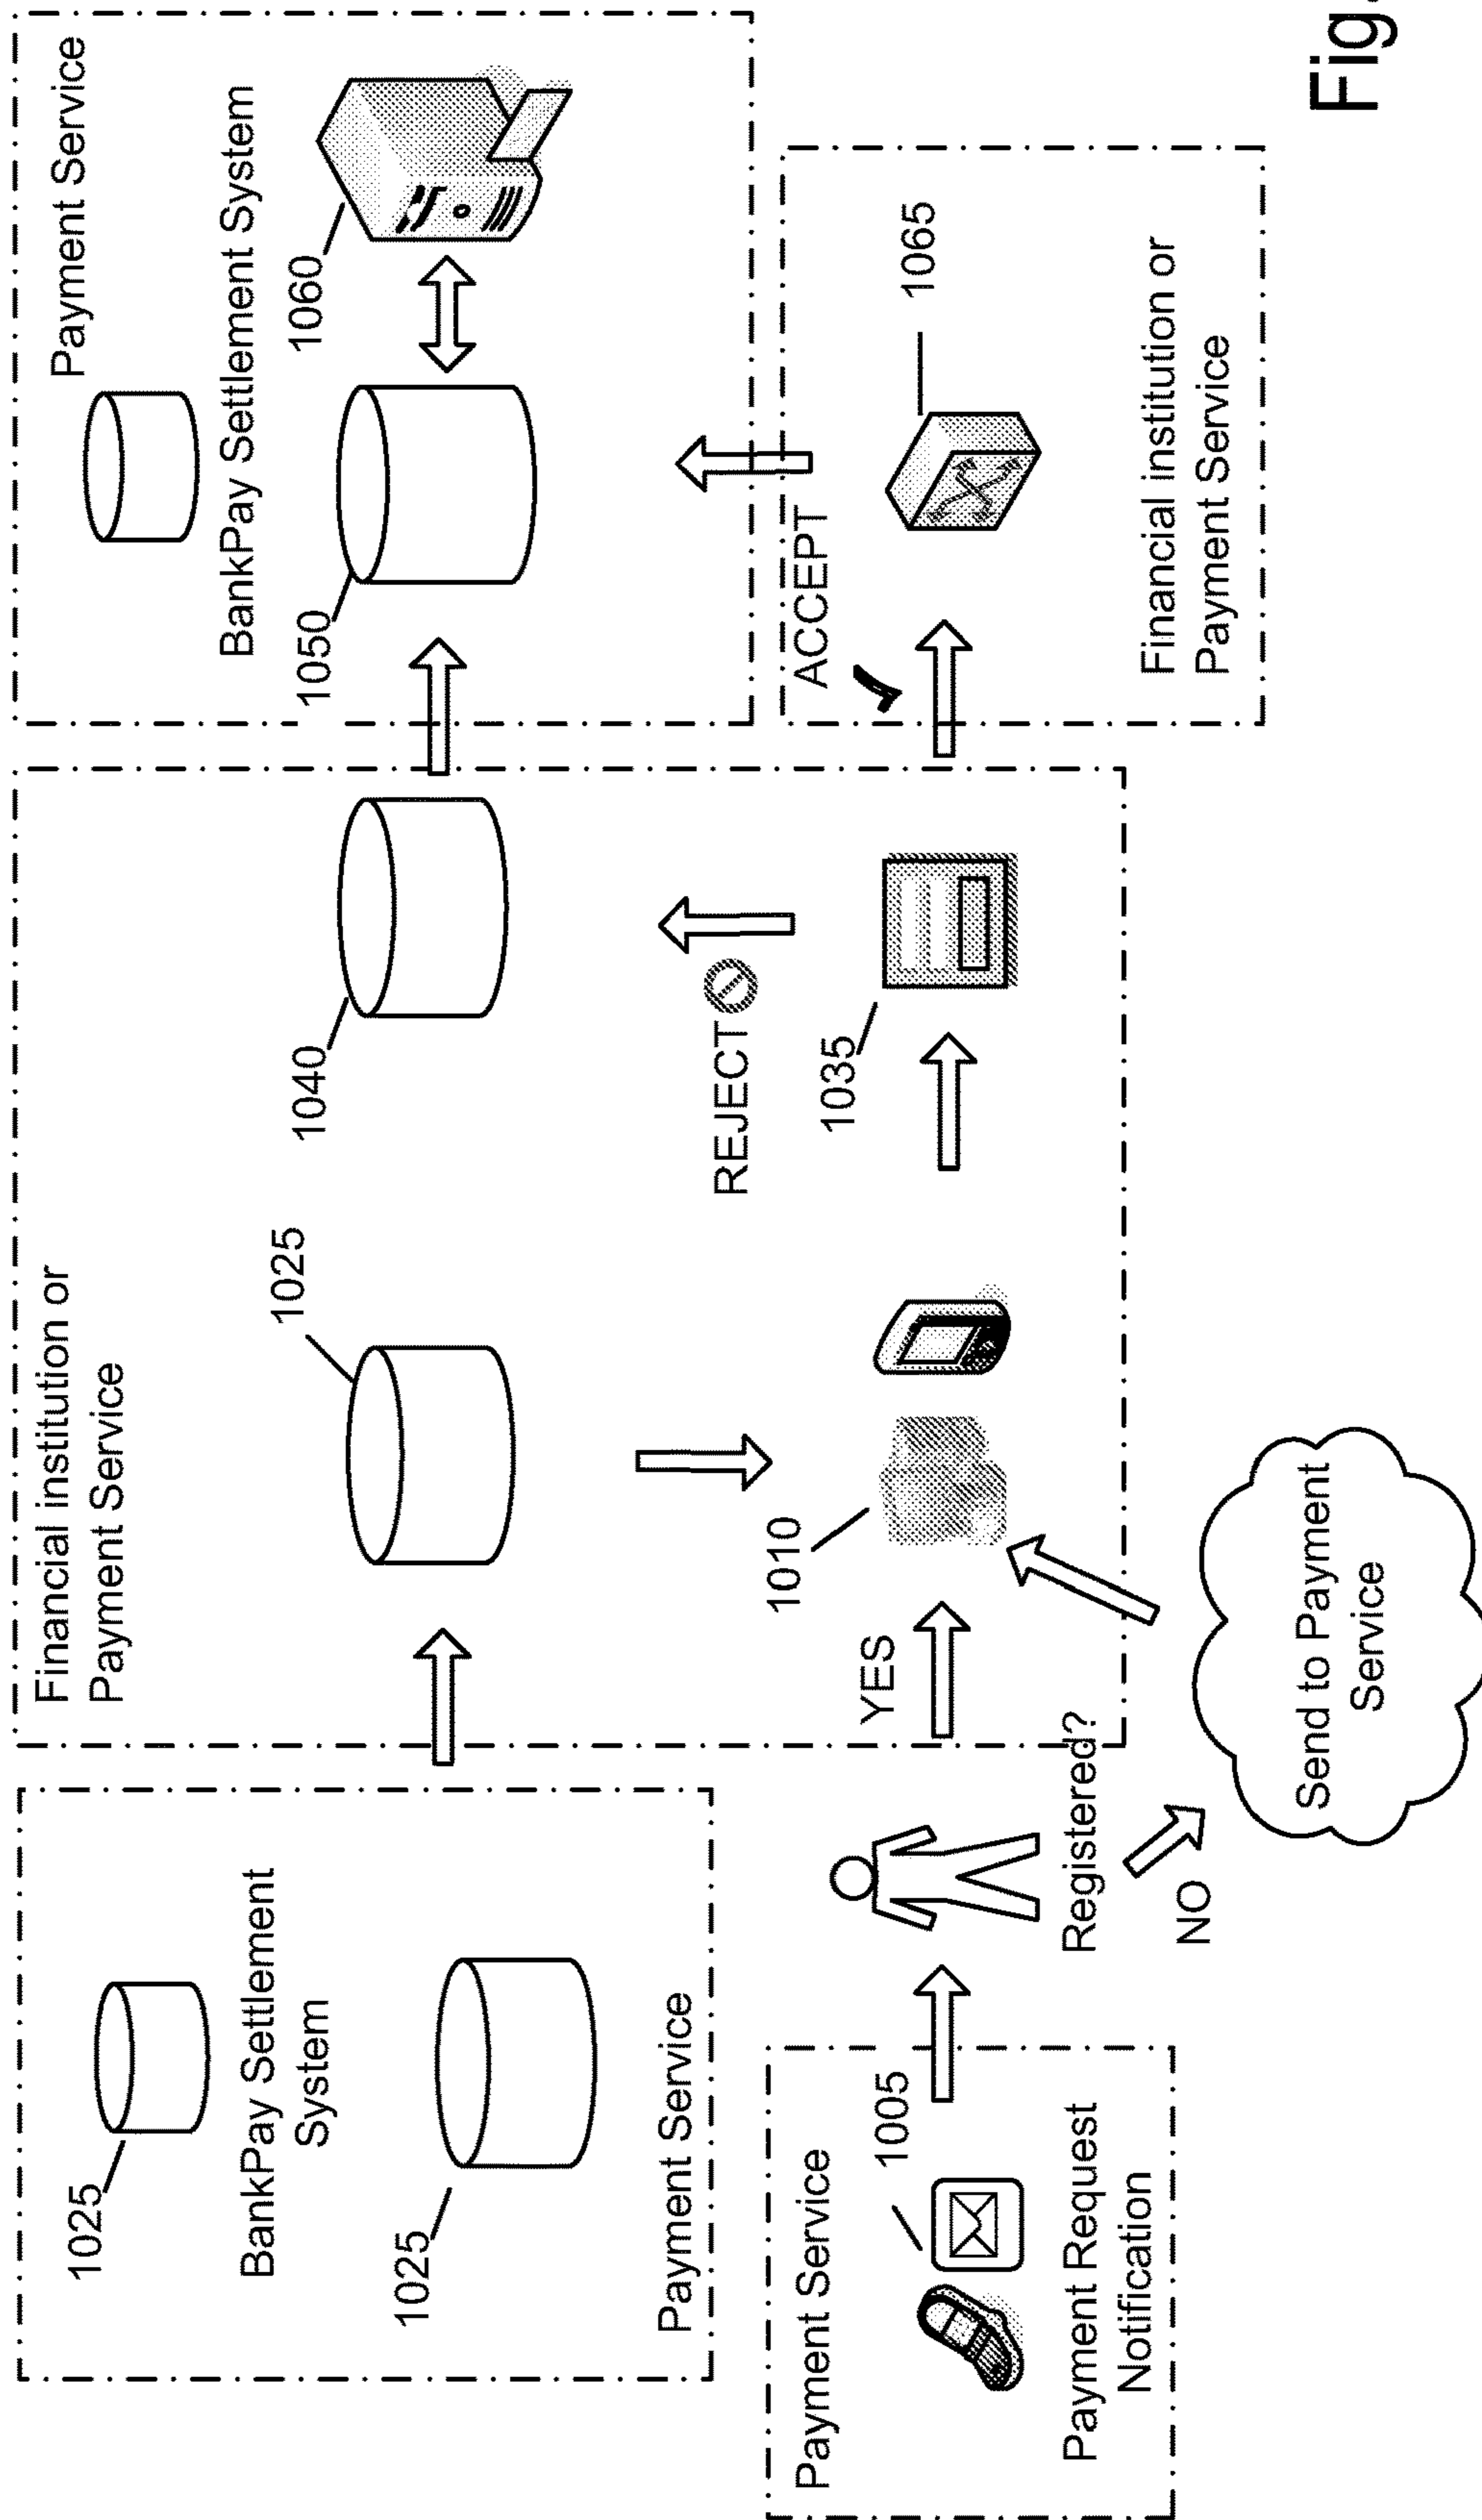 1025
BankPay Settlement
System
1025
Payment Service
Payment Service
1005
Payment Request
Notification
Registered?
YES
NO
Send to Payment
Service
Financial institution or
Payment Service
1025
1010
1040
REJECT
1035
Payment Service
BankPay Settlement System
1050
1060
ACCEPT
1065
Financial institution or
Payment Service
Fig.